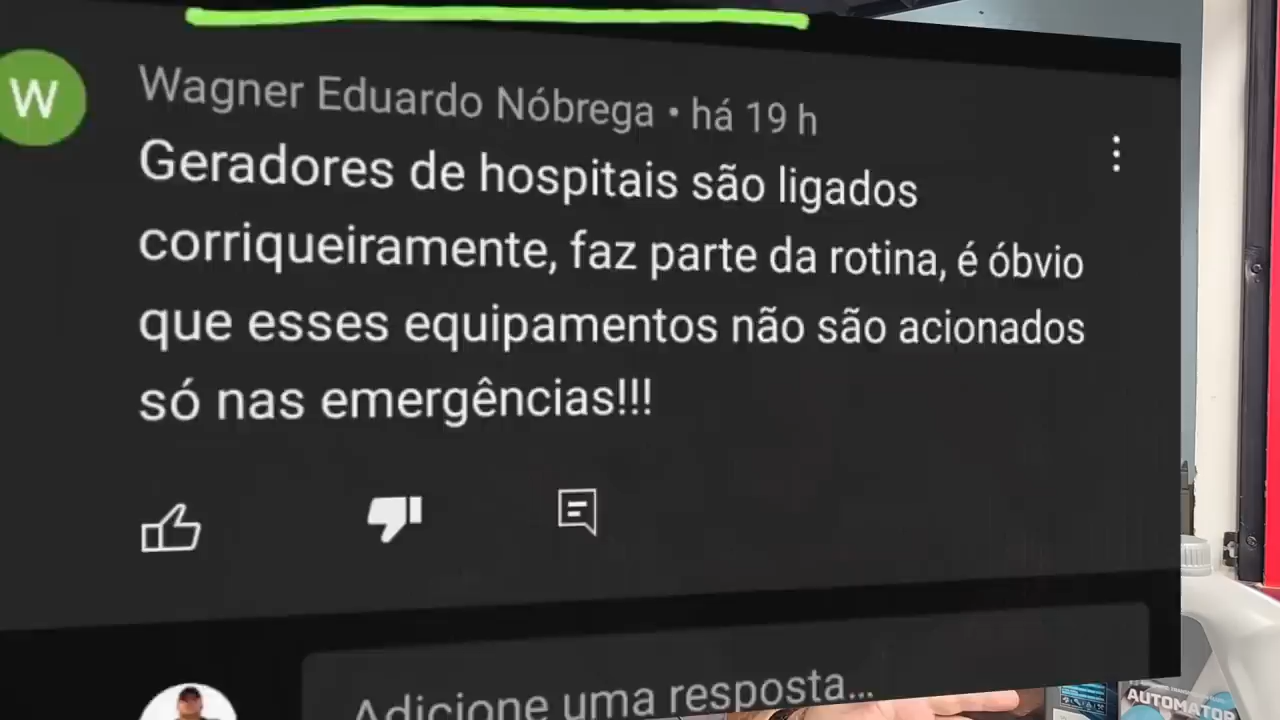 W
Wagner Eduardo Nóbrega • há 19 h
Geradores de hospitais são ligados
corriqueiramente, faz parte da rotina, é óbvio
que esses equipamentos não são acionados
só nas emergências!!!
Adicione uma resposta...
AUTOMATOR